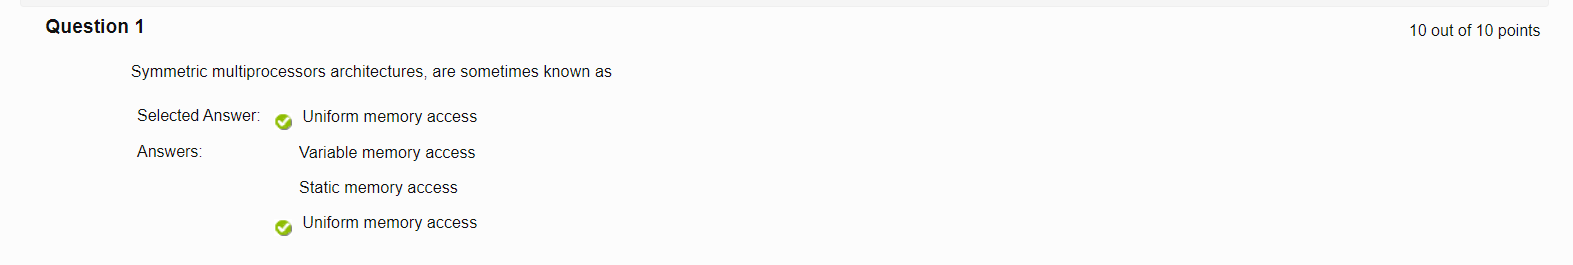 Question 1
10 out of 10 points
Symmetric multiprocessors architectures, are sometimes known as
Selected Answer: Uniform memory access
Answers: Variable memory access
Static memory access
Uniform memory access